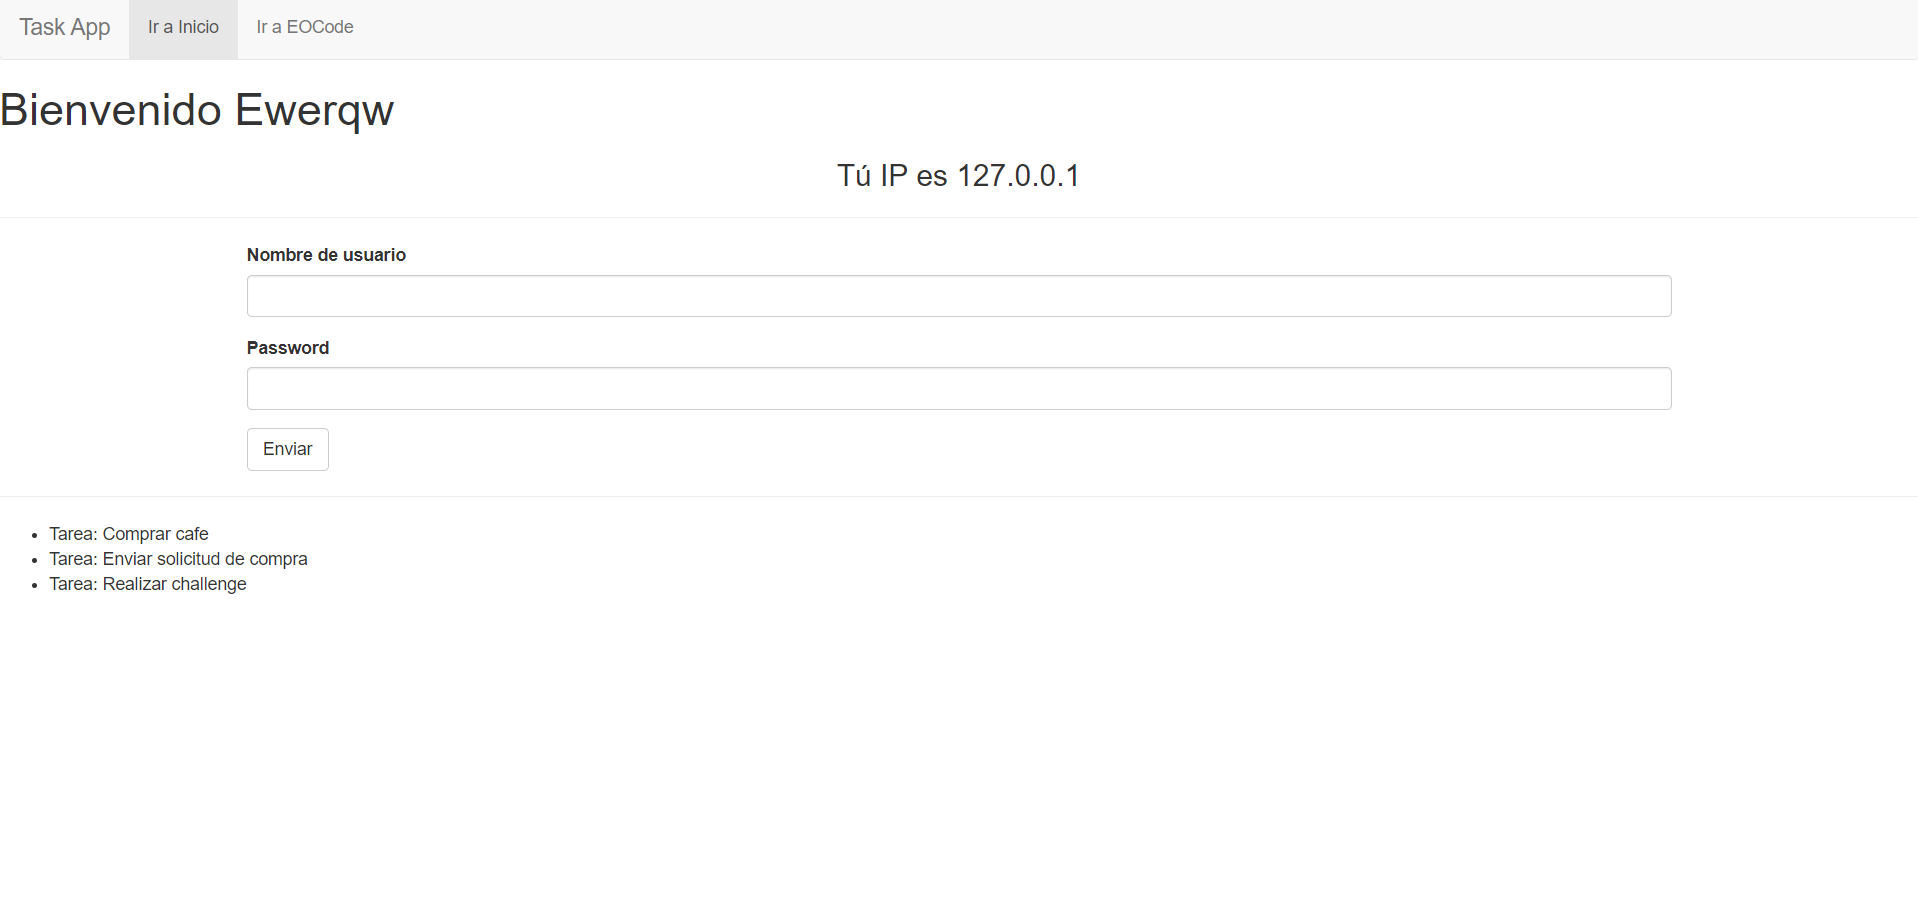 Task App Ir a Inicio Ir a EOCode
Bienvenido Ewerqw
Tú IP es 127.0.0.1
Nombre de usuario
Password
Enviar
Tarea: Comprar cafe
Tarea: Enviar solicitud de compra
Tarea: Realizar challenge